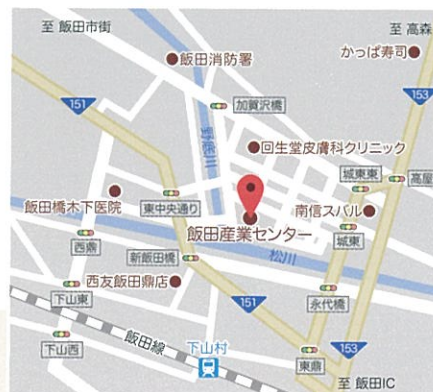 至 飯田市街
至 高森
飯田消防署
かっぱ寿司
151
153
加賀沢橋
野底川
回生堂皮膚科クリニック
城東東
高屋
飯田橋木下医院
東中央通り
南信スバル
飯田産業センター
城東
西鼎
新飯田橋
松川
下山東
西友飯田鼎店
永代橋
151
飯田線
下山西
下山村
東鼎
153
至 飯田IC